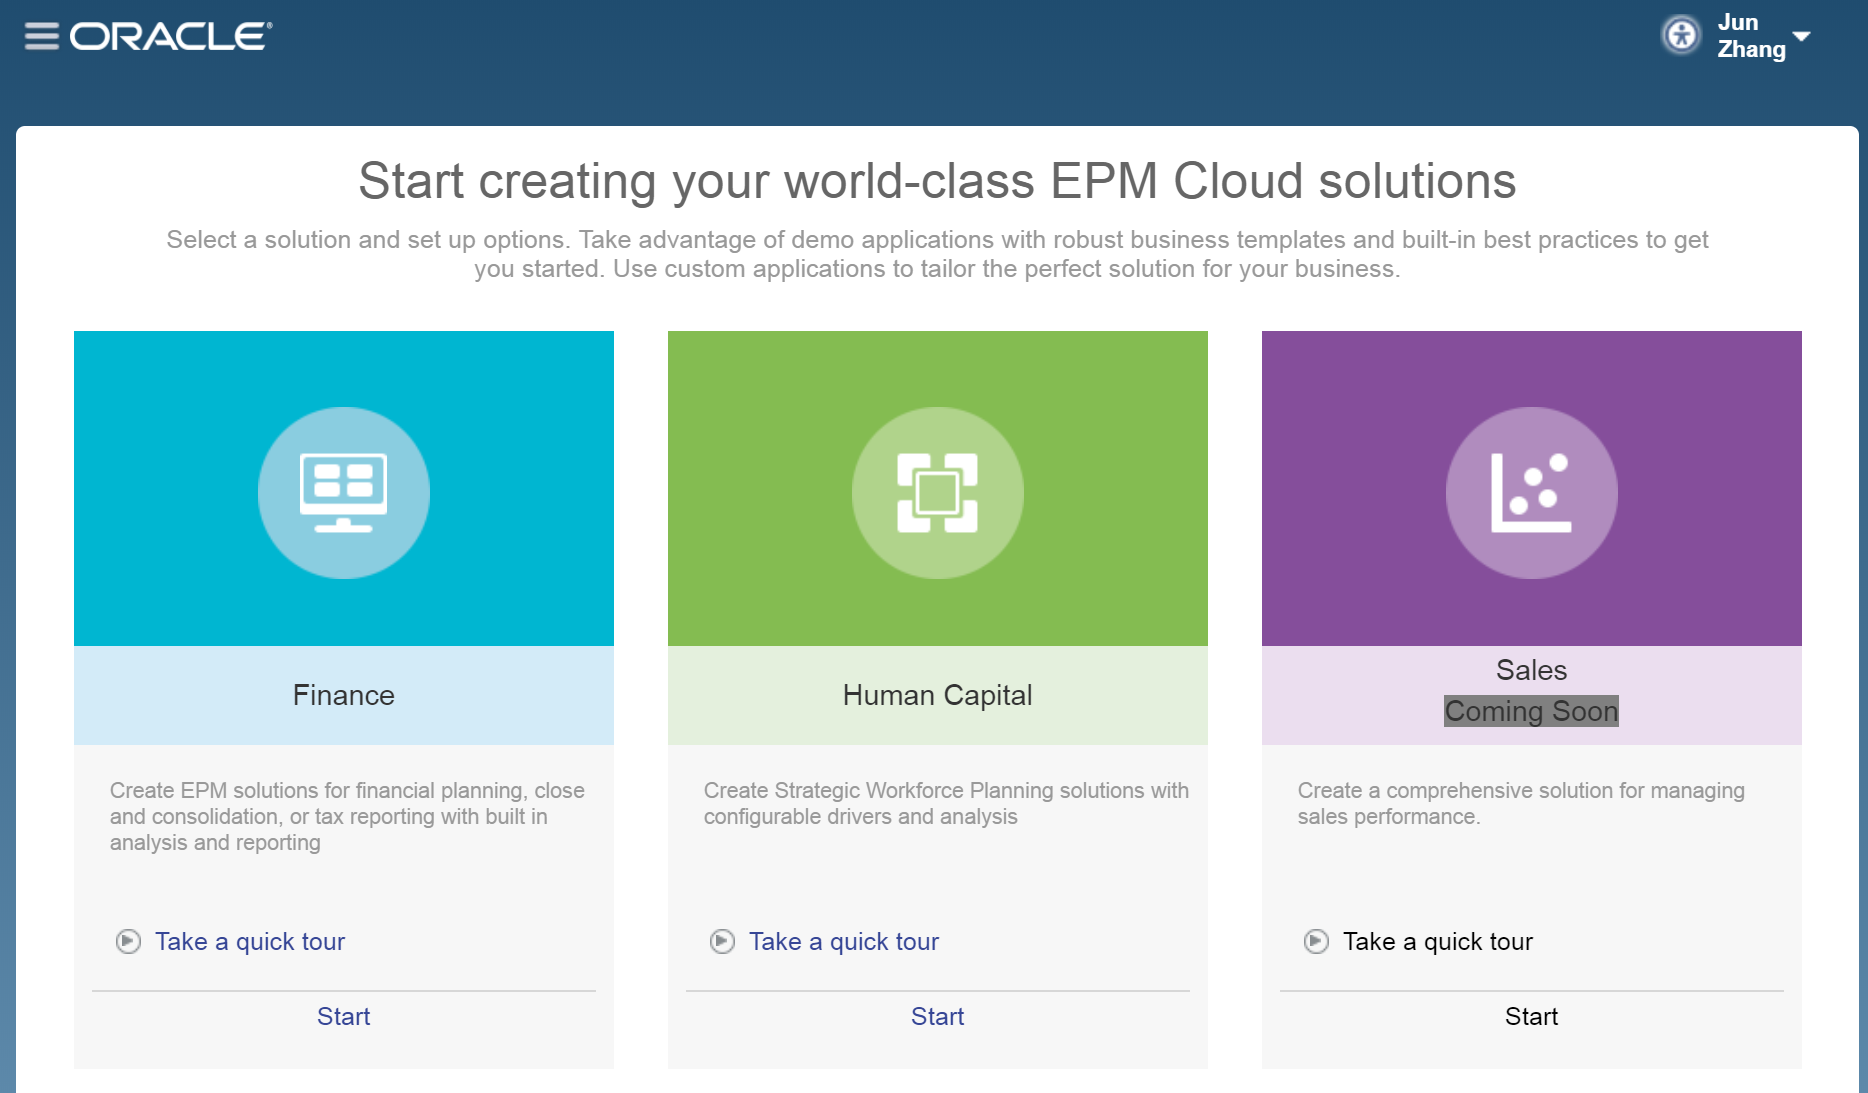 ORACLE®
Jun
Zhang
Start creating your world-class EPM Cloud solutions
Select a solution and set up options. Take advantage of demo applications with robust business templates and built-in best practices to get
you started. Use custom applications to tailor the perfect solution for your business.
Finance
Create EPM solutions for financial planning, close
and consolidation, or tax reporting with built in
analysis and reporting
Take a quick tour
Start
Human Capital
Create Strategic Workforce Planning solutions with
configurable drivers and analysis
Take a quick tour
Start
Sales
Coming Soon
Create a comprehensive solution for managing
sales performance.
Take a quick tour
Start